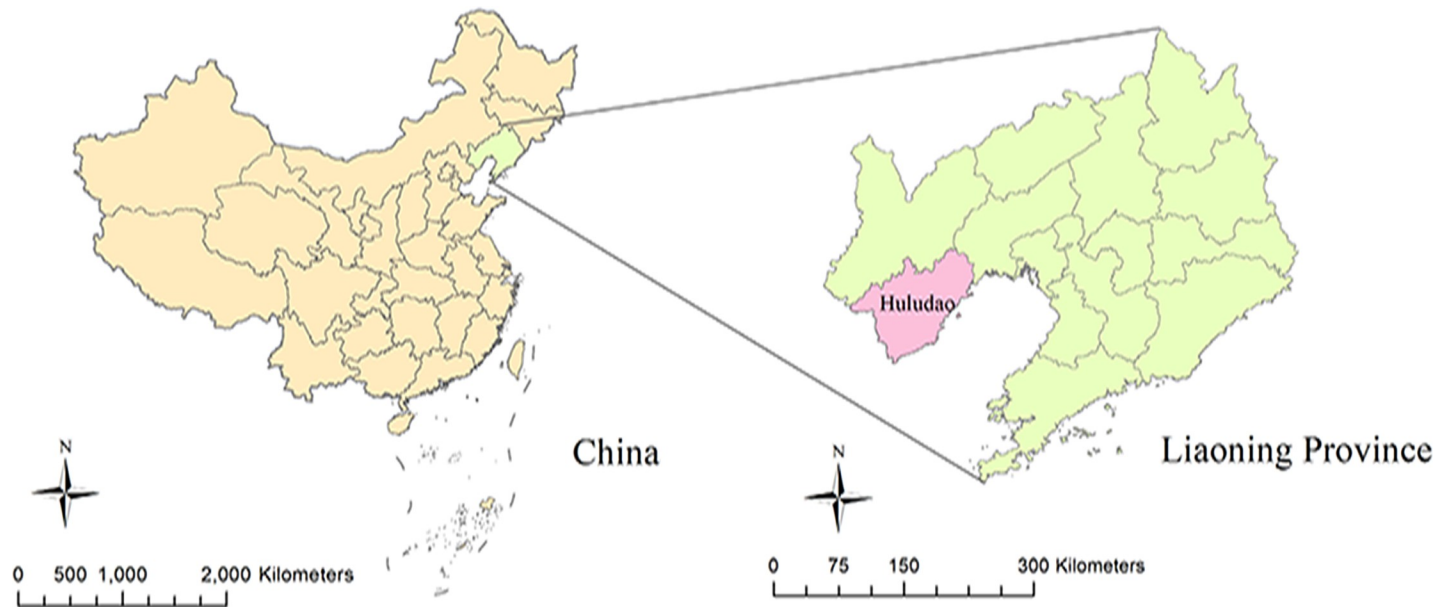 Huludao
N
China
0 500 1,000 2,000 Kilometers
N
Liaoning Province
0 75 150 300 Kilometers